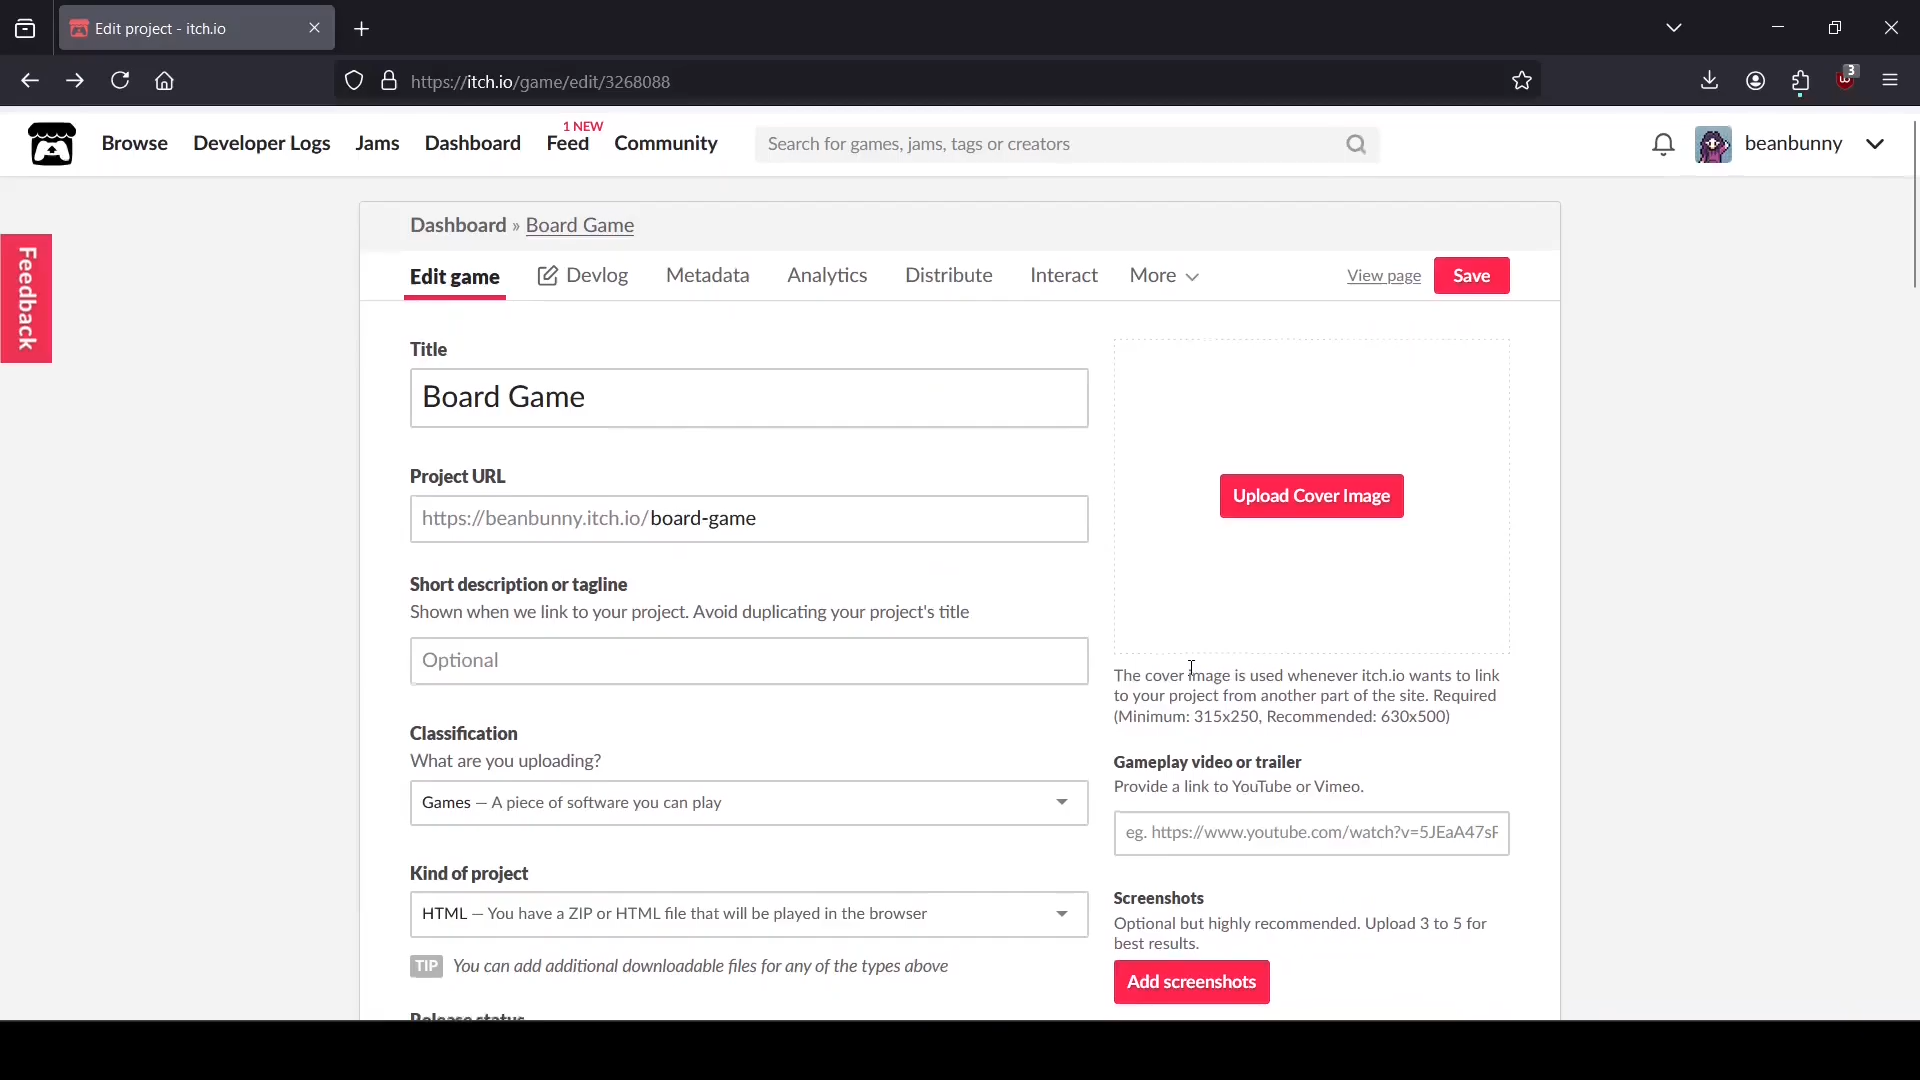 Edit project - itch.io
https://itch.io/game/edit/3268088
3
Browse
Developer Logs
Jams
Dashboard
1 NEW
Feed
Community
Search for games, jams, tags or creators
beanbunny
Feedback
Dashboard » Board Game
Edit game
Devlog
Metadata
Analytics
Distribute
Interact
More
View page
Save
Title
Board Game
Project URL
https://beanbunny.itch.io/board-game
Short description or tagline
Shown when we link to your project. Avoid duplicating your project's title
Optional
Classification
What are you uploading?
Games — A piece of software you can play
Kind of project
HTML — You have a ZIP or HTML file that will be played in the browser
TIP You can add additional downloadable files for any of the types above
Release status
Upload Cover Image
The cover image is used whenever itch.io wants to link
to your project from another part of the site. Required
(Minimum: 315x250, Recommended: 630x500)
Gameplay video or trailer
Provide a link to YouTube or Vimeo.
eg. https://www.youtube.com/watch?v=5JEaA47sF
Screenshots
Optional but highly recommended. Upload 3 to 5 for
best results.
Add screenshots